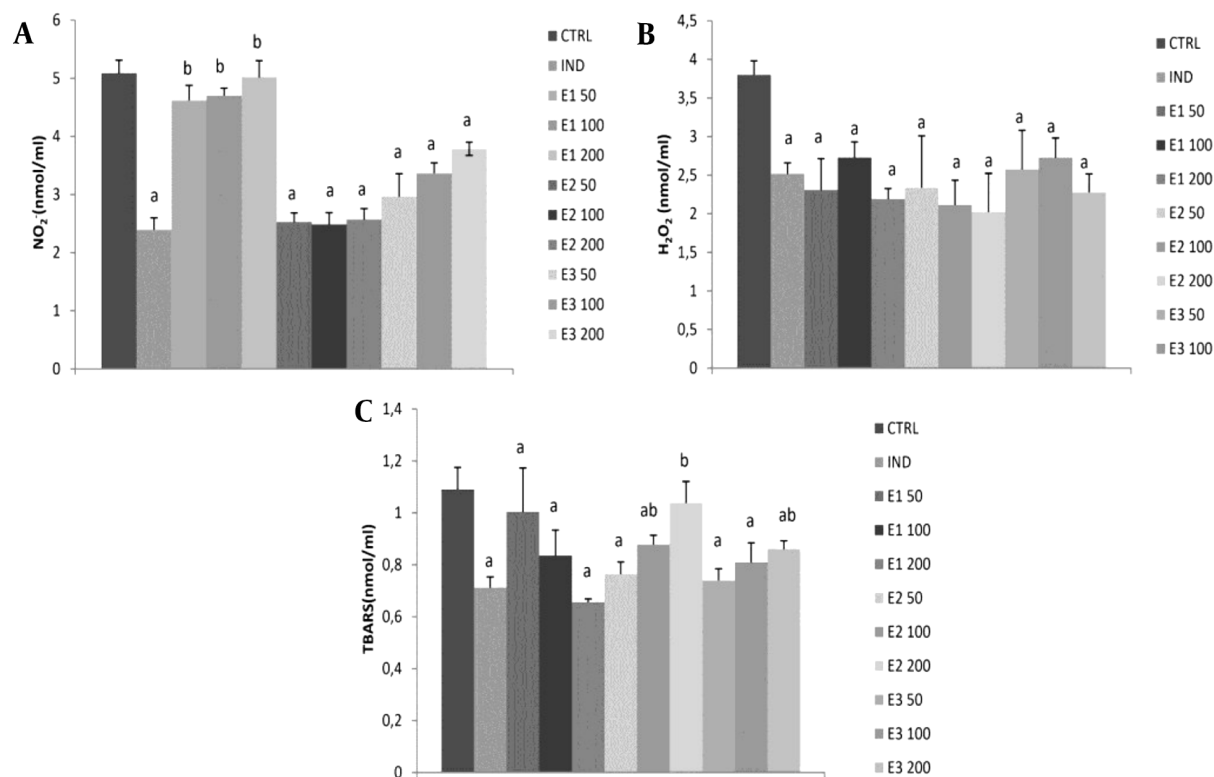 A
NO₂⁻(nmol/ml)
6
5
4
3
2
1
0
a
b
b
b
a
a
a
a
a
a
CTRL
IND
E1 50
E1 100
E1 200
E2 50
E2 100
E2 200
E3 50
E3 100
E3 200
B
H₂O₂ (nmol/ml)
4,5
4
3,5
3
2,5
2
1,5
1
0,5
0
a
a
a
a
a
a
a
a
a
a
CTRL
IND
E1 50
E1 100
E1 200
E2 50
E2 100
E2 200
E3 50
E3 100
C
TBARS(nmol/ml)
1,4
1,2
1
0,8
0,6
0,4
0,2
0
a
a
a
a
a
ab
b
a
a
ab
CTRL
IND
E1 50
E1 100
E1 200
E2 50
E2 100
E2 200
E3 50
E3 100
E3 200